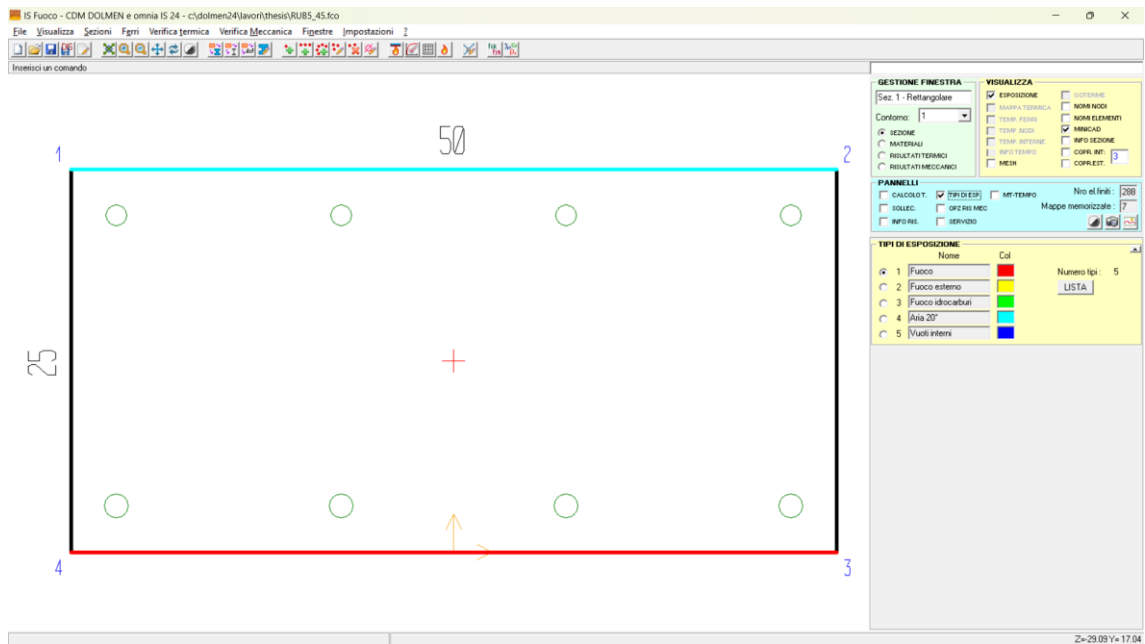 IS Fuoco - CDM DOLMEN e omnia IS 24 - c:\dolmen24\lavori\thesis\RUB5_45.fco
File Visualizza Sezioni Ferri Verifica termica Verifica Meccanica Finestre Impostazioni ?
Inserisci un comando
GESTIONE FINESTRA
Sez. 1 - Rettangolare
Contorno: 1
SEZIONE
MATERIALI
RISULTATI TERMICI
RISULTATI MECCANICI
VISUALIZZA
ESPOSIZIONE
MAPPA TERMICA
TEMP. FERRI
TEMP. NODI
TEMP. INTERNE
INFO TEMPO
MESH
ISOTERME
NOMI NODI
NOMI ELEMENTI
MINICAD
INFO SEZIONE
COPR. INT: 3
COPR.EST.
PANNELLI
CALCOLO T. TIPI DI ESP. MT-TEMPO Nro el.finiti : 288
SOLLEC. OPZ RIS MEC Mappe memorizzate : 7
INFO RIS. SERVIZIO
TIPI DI ESPOSIZIONE
Nome Col
1 Fuoco Numero tipi : 5
2 Fuoco esterno LISTA
3 Fuoco idrocarburi
4 Aria 20°
5 Vuoti interni
50
1 2
25
4 3
Z=-29.09 Y= 17.04